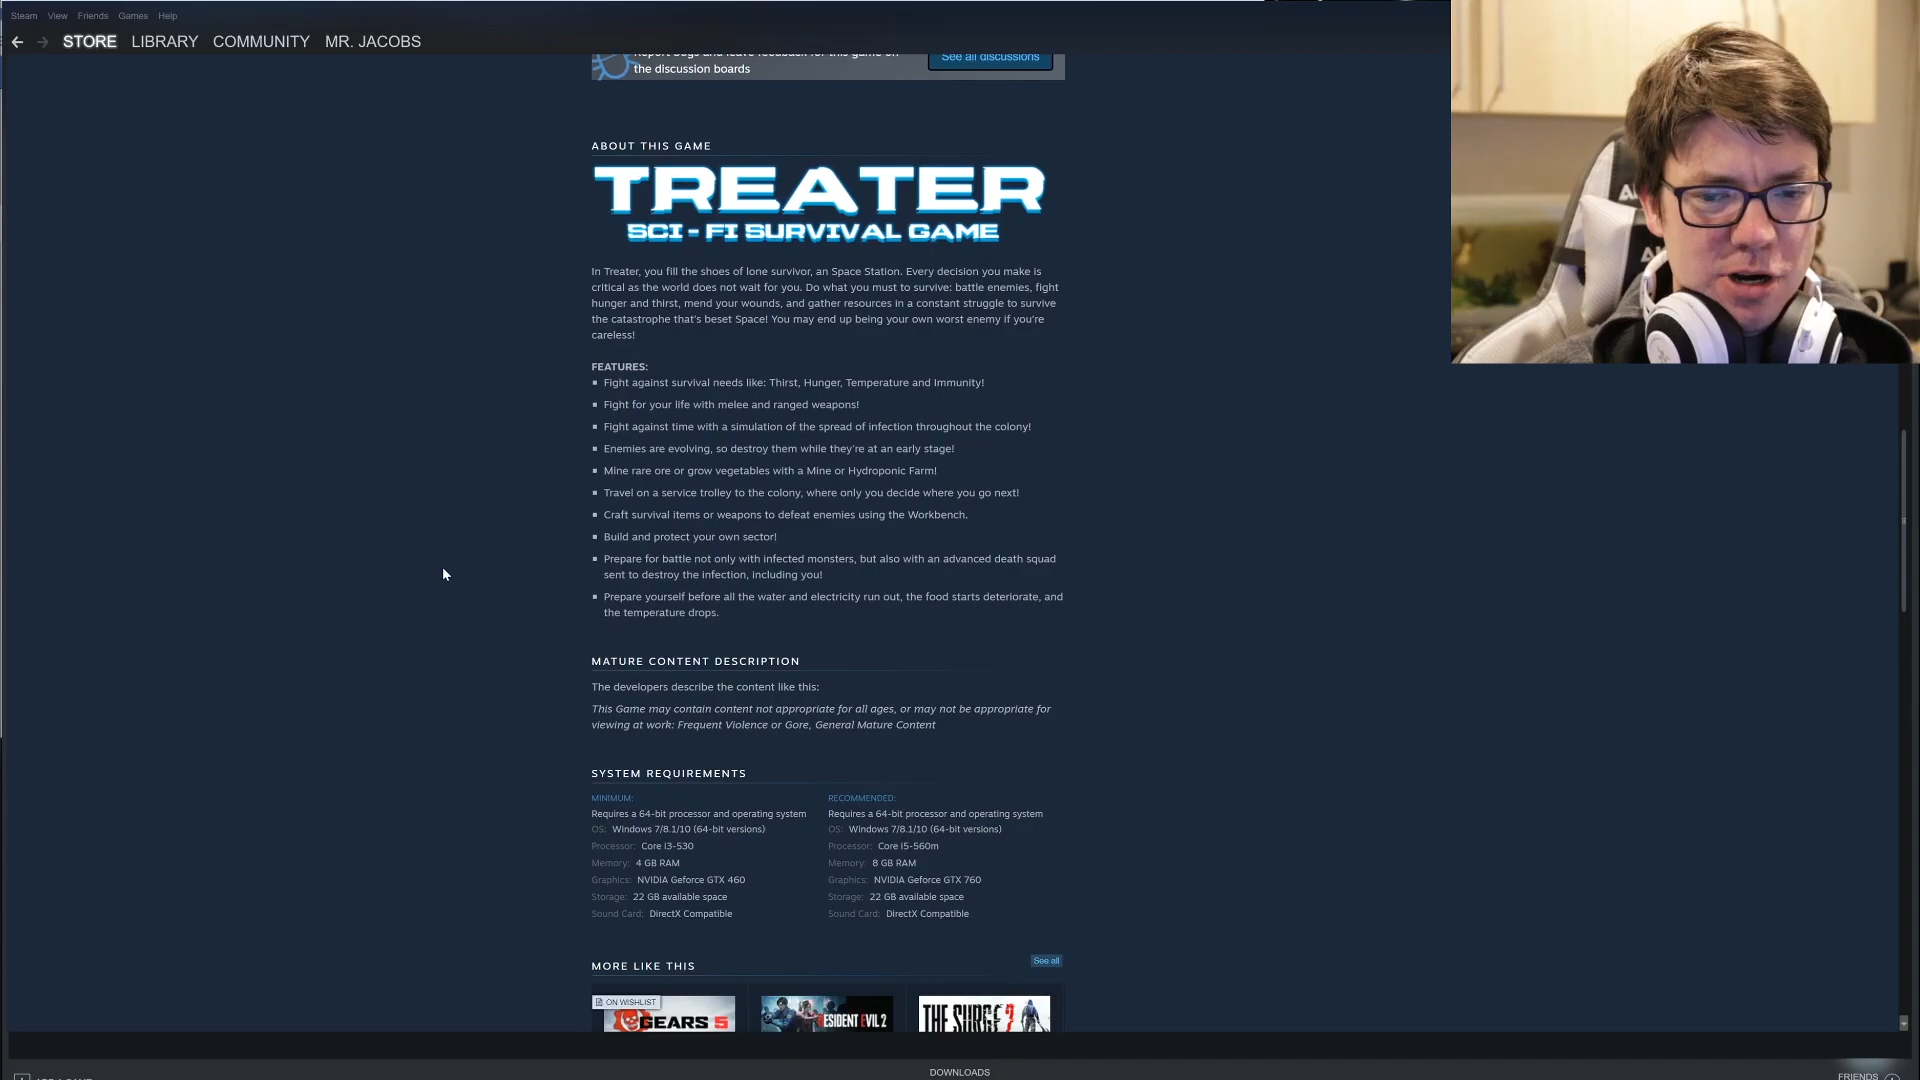 Steam View Friends Games Help
STORE LIBRARY COMMUNITY MR. JACOBS
Report bugs and leave feedback for this game on
the discussion boards
See all discussions
ABOUT THIS GAME
TREATER
SCI - FI SURVIVAL GAME
In Treater, you fill the shoes of lone survivor, an Space Station. Every decision you make is
critical as the world does not wait for you. Do what you must to survive: battle enemies, fight
hunger and thirst, mend your wounds, and gather resources in a constant struggle to survive
the catastrophe that's beset Space! You may end up being your own worst enemy if you're
careless!
FEATURES:
Fight against survival needs like: Thirst, Hunger, Temperature and Immunity!
Fight for your life with melee and ranged weapons!
Fight against time with a simulation of the spread of infection throughout the colony!
Enemies are evolving, so destroy them while they're at an early stage!
Mine rare ore or grow vegetables with a Mine or Hydroponic Farm!
Travel on a service trolley to the colony, where only you decide where you go next!
Craft survival items or weapons to defeat enemies using the Workbench.
Build and protect your own sector!
Prepare for battle not only with infected monsters, but also with an advanced death squad
sent to destroy the infection, including you!
Prepare yourself before all the water and electricity run out, the food starts deteriorate, and
the temperature drops.
MATURE CONTENT DESCRIPTION
The developers describe the content like this:
This Game may contain content not appropriate for all ages, or may not be appropriate for
viewing at work: Frequent Violence or Gore, General Mature Content
SYSTEM REQUIREMENTS
MINIMUM:
Requires a 64-bit processor and operating system
OS: Windows 7/8.1/10 (64-bit versions)
Processor: Core i3-530
Memory: 4 GB RAM
Graphics: NVIDIA Geforce GTX 460
Storage: 22 GB available space
Sound Card: DirectX Compatible
RECOMMENDED:
Requires a 64-bit processor and operating system
OS: Windows 7/8.1/10 (64-bit versions)
Processor: Core i5-560m
Memory: 8 GB RAM
Graphics: NVIDIA Geforce GTX 760
Storage: 22 GB available space
Sound Card: DirectX Compatible
MORE LIKE THIS
See all
ON WISHLIST
GEARS 5
RESIDENT EVIL 2
THE SURGE 2
DOWNLOADS
FRIENDS